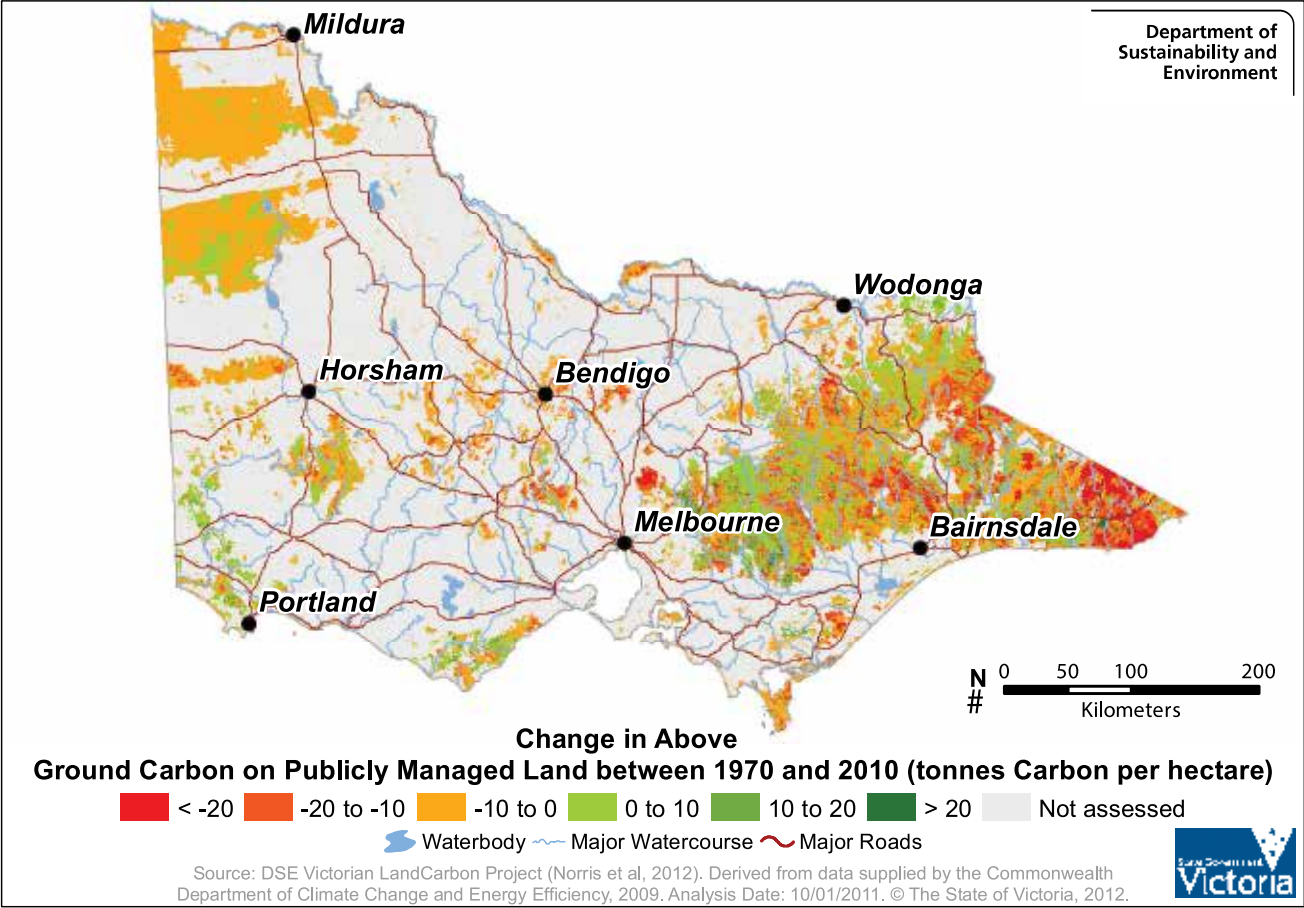 Department of
Sustainability and
Environment
Mildura
Wodonga
Horsham
Bendigo
Melbourne
Bairnsdale
Portland
N
#
0 50 100 200
Kilometers
Change in Above
Ground Carbon on Publicly Managed Land between 1970 and 2010 (tonnes Carbon per hectare)
< -20 -20 to -10 -10 to 0 0 to 10 10 to 20 > 20 Not assessed
Waterbody Major Watercourse Major Roads
Source: DSE Victorian LandCarbon Project (Norris et al, 2012). Derived from data supplied by the Commonwealth
Department of Climate Change and Energy Efficiency, 2009. Analysis Date: 10/01/2011. © The State of Victoria, 2012.
State Government
Victoria